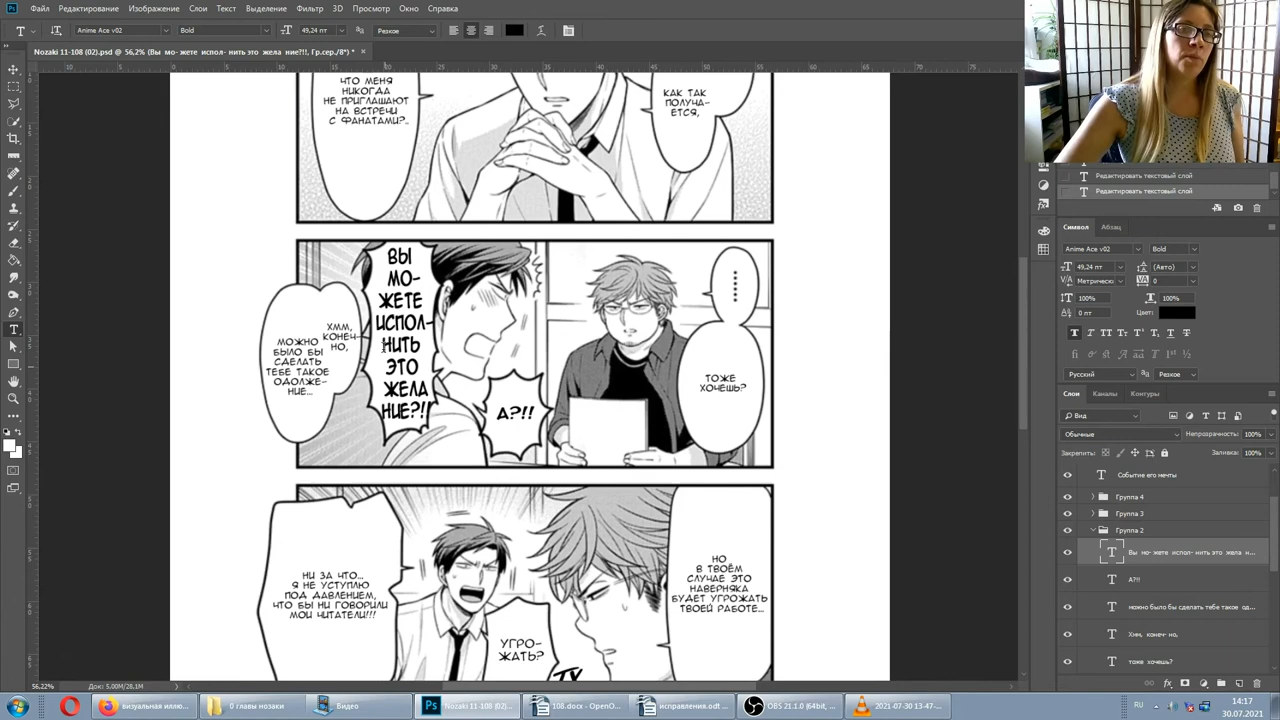 Файл Редактирование Изображение Слои Текст Выделение Фильтр 3D Просмотр Окно Справка
Anime Ace v02 Bold 49,24 пт Резкое
Nozaki 11-108 (02).psd @ 56,2% (Вы мо- жете испол- нить это жела ние?!!, Гр.сер./8*) *
ЧТО МЕНЯ
НИКОГДА
НЕ ПРИГЛАШАЮТ
НА ВСТРЕЧИ
С ФАНАТАМИ?..
КАК ТАК
ПОЛУЧА-
ЕТСЯ,
ВЫ
МО-
ЖЕТЕ
ИСПОЛ-
НИТЬ
ЭТО
ЖЕЛА
НИЕ?!!
ХММ,
КОНЕЧ-
НО,
МОЖНО
БЫЛО БЫ
СДЕЛАТЬ
ТЕБЕ ТАКОЕ
ОДОЛЖЕ-
НИЕ...
А?!!
ТОЖЕ
ХОЧЕШЬ?
НИ ЗА ЧТО...
Я НЕ УСТУПЛЮ
ПОД ДАВЛЕНИЕМ,
ЧТО БЫ НИ ГОВОРИЛИ
МОИ ЧИТАТЕЛИ!!!
УГРО-
ЖАТЬ?
НО
В ТВОЁМ
СЛУЧАЕ ЭТО
НАВЕРНЯКА
БУДЕТ УГРОЖАТЬ
ТВОЕЙ РАБОТЕ...
Редактировать текстовый слой
Редактировать текстовый слой
Символ Абзац
Anime Ace v02 Bold
49,24 пт (Авто)
Метрическ 0
100% 100%
0 пт Цвет:
Русский Резкое
Слои Каналы Контуры
Вид
Обычные Непрозрачность: 100%
Закрепить: Заливка: 100%
Событие его мечты
Группа 4
Группа 3
Группа 2
Вы мо- жете испол- нить это жела н...
А?!!
можно было бы сделать тебе такое од...
Хмм, конеч- но,
тоже хочешь?
56,22% Док: 5,00M/28,1M
визуальная иллю... 0 главы нозаки Видео Nozaki 11-108 (02)... 108.docx - OpenO... исправления.odt ... OBS 21.1.0 (64bit, ... 2021-07-30 13-47-...
RU 14:17
30.07.2021